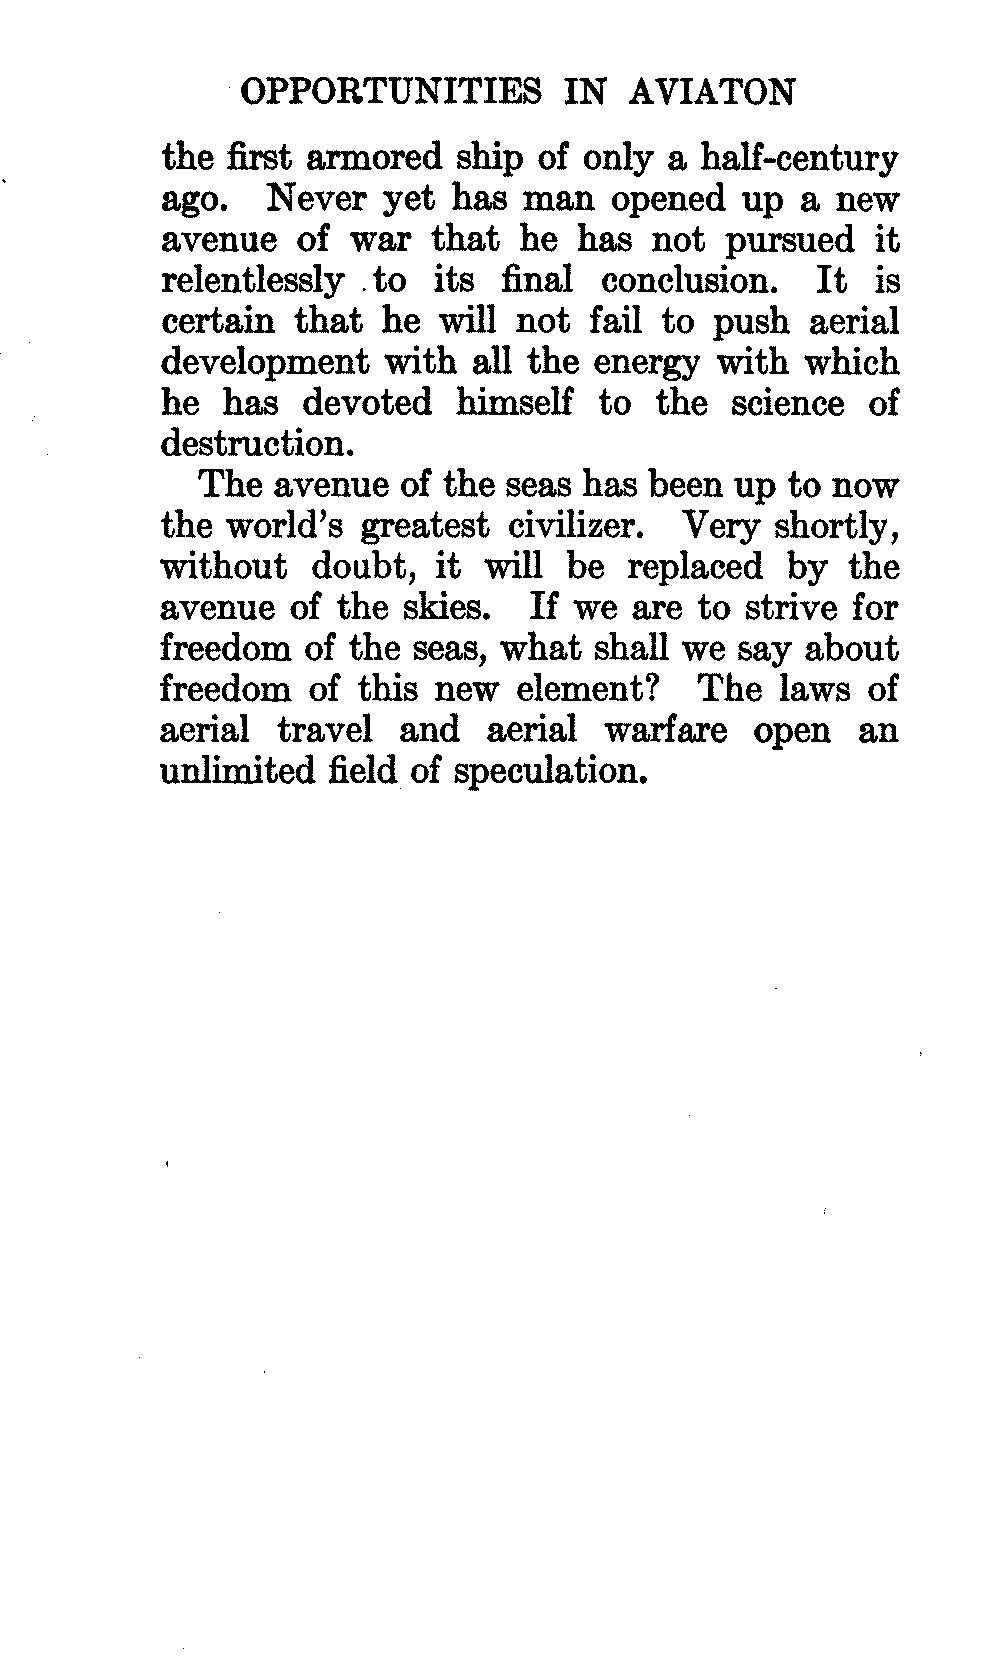 OPPORTUNITIES IN AVIATON
the first armored ship of only a half-century
ago. Never yet has man opened up a new
avenue of war that he has not pursued it
relentlessly to its final conclusion. It is
certain that he will not fail to push aerial
development with all the energy with which
he has devoted himself to the science of
destruction.
The avenue of the seas has been up to now
the world's greatest civilizer. Very shortly,
without doubt, it will be replaced by the
avenue of the skies. If we are to strive for
freedom of the seas, what shall we say about
freedom of this new element? The laws of
aerial travel and aerial warfare open an
unlimited field of speculation.